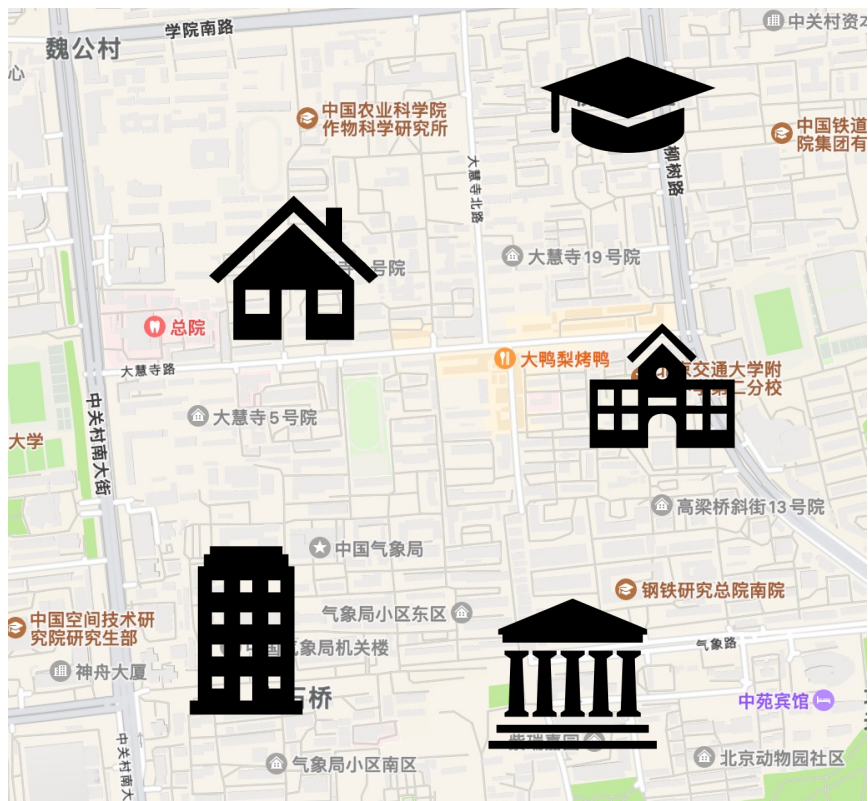 中关村资本
学院南路
魏公村
心
中国农业科学院
作物科学研究所
中国铁道
院集团有
柳树路
大慧寺北路
号院
大慧寺19号院
总院
大慧寺路
大鸭梨烤鸭
京交通大学附
二分校
大慧寺5号院
大学
中关村南大街
高梁桥斜街13号院
中国气象局
钢铁研究总院南院
气象局小区东区
中国空间技术研
究院研究生部
气象路
国气象局机关楼
神舟大厦
桥
中苑宾馆
中关村南大
紫瑞嘉园
北京动物园社区
气象局小区南区